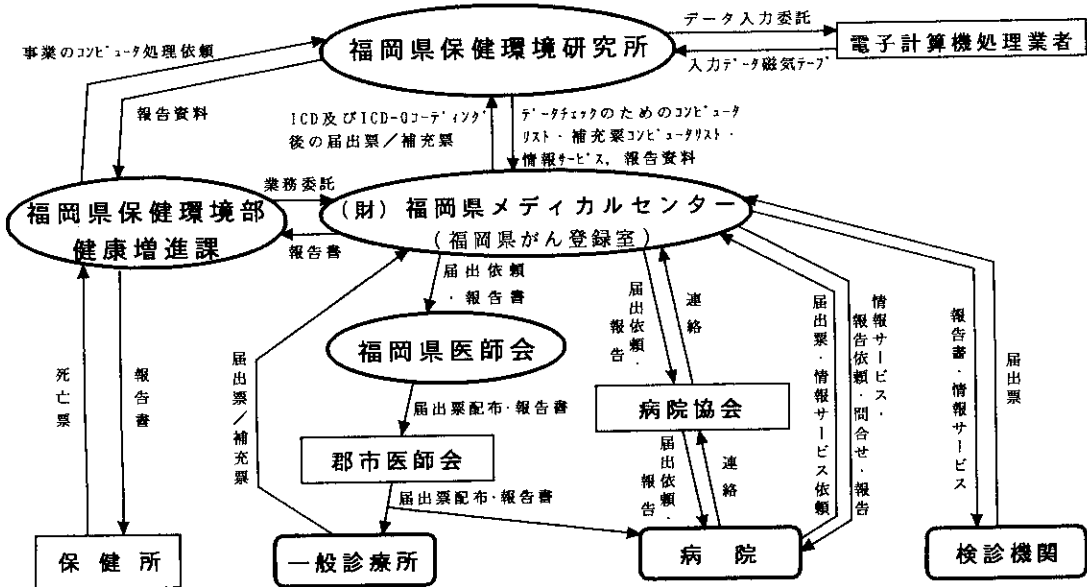 データ入力委託
事業のコンピュータ処理依頼
福岡県保健環境研究所
電子計算機処理業者
入力データ磁気テープ
報告資料
ICD及びICD-Oコーディング
後の届出票／補充票
データチェックのためのコンピュータ
リスト・補充票コンピュータリスト・
情報サービス，報告資料
業務委託
福岡県保健環境部
健康増進課
（財）福岡県メディカルセンター
（福岡県がん登録室）
報告書
届出依頼
・報告書
福岡県医師会
届出依頼・
報告
連絡
届出票・情報サービス依頼
情報サービス・
報告依頼・問合せ・報告
報告書・情報サービス
届出票
死亡票
報告書
届出票／補充票
届出票配布・報告書
病院協会
郡市医師会
届出依頼・
報告
連絡
届出票配布・報告書
保健所
一般診療所
病院
検診機関